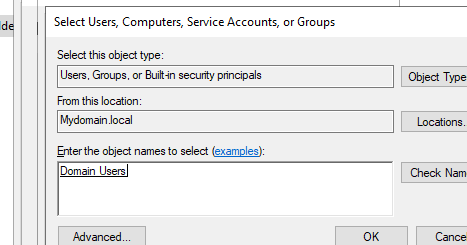 Select Users, Computers, Service Accounts, or Groups
Select this object type:
Users, Groups, or Built-in security principals
Object Type
From this location:
Mydomain.local
Locations.
Enter the object names to select (examples):
Domain Users
Check Nam
Advanced...
OK
Cance